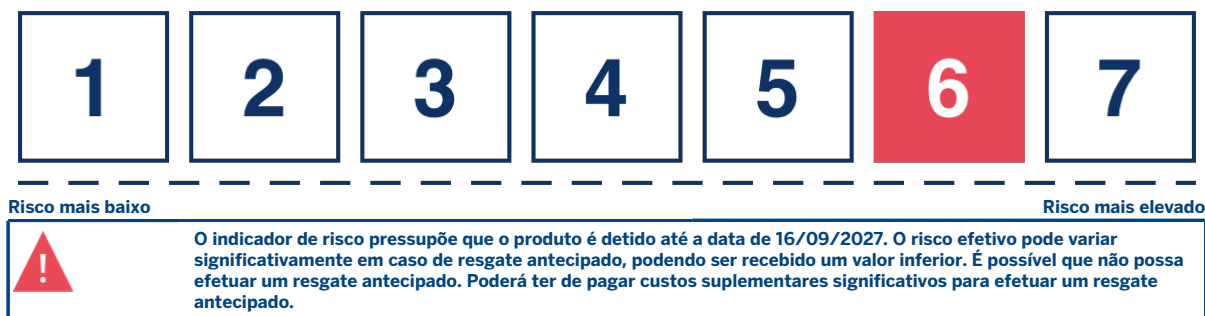 1 2 3 4 5 6 7
Risco mais baixo Risco mais elevado
! O indicador de risco pressupõe que o produto é detido até a data de 16/09/2027. O risco efetivo pode variar
significativamente em caso de resgate antecipado, podendo ser recebido um valor inferior. É possível que não possa
efetuar um resgate antecipado. Poderá ter de pagar custos suplementares significativos para efetuar um resgate
antecipado.